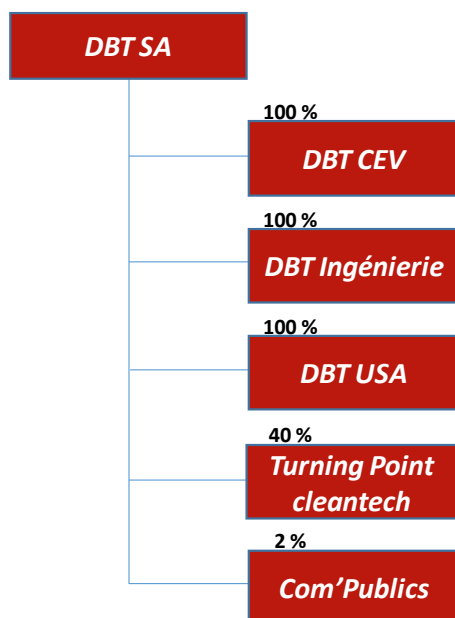 DBT SA
100 %
DBT CEV
100 %
DBT Ingénierie
100 %
DBT USA
40 %
Turning Point
cleantech
2 %
Com'Publics